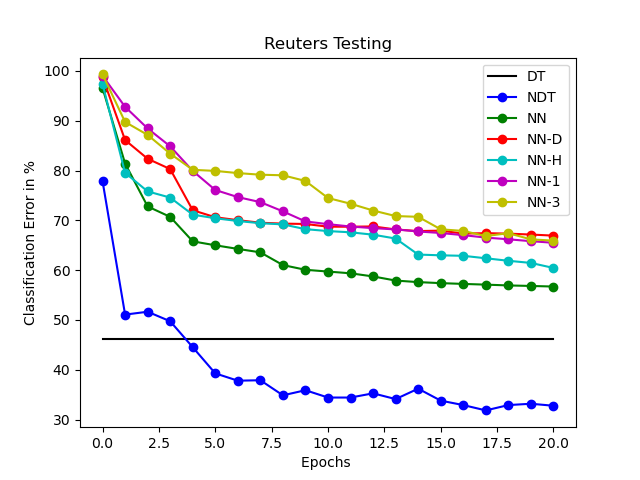 Reuters Testing
Classification Error in %
100
90
80
70
60
50
40
30
0.0 2.5 5.0 7.5 10.0 12.5 15.0 17.5 20.0
Epochs
DT
NDT
NN
NN-D
NN-H
NN-1
NN-3